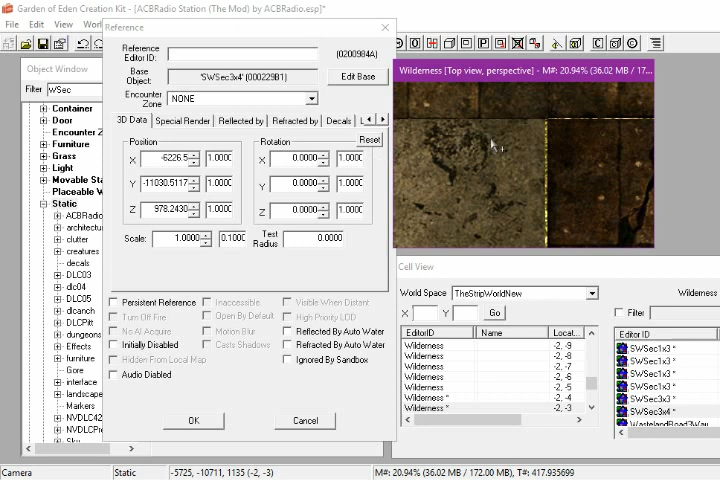 Garden of Eden Creation Kit - [ACBRadio Station (The Mod) by ACBRadio.esp]*
File Edit View Wor
Reference
Object Window
Filter WSec
Container
Door
Encounter Z
Furniture
Grass
Light
Movable Sta
Placeable W
Static
ACBRadio
architectu
clutter
creatures
decals
DLC03
dlc04
DLC05
dlcanch
DLCPitt
dungeons
Effects
furniture
Gore
interface
landscape
Markers
NVDLC42
NVDLCPre
Sky
Reference Editor ID:
(0200984A)
Base Object: 'SWSec3x4' (000229B1) Edit Base
Encounter Zone NONE
3D Data Special Render Reflected by Refracted by Decals L
Reset
Position
X -6226.5 1.0000
Y -11030.5117 1.0000
Z 978.2430 1.0000
Rotation
X 0.0000 1.0000
Y 0.0000 1.0000
Z 0.0000 1.0000
Scale: 1.0000 0.1000 Test Radius 0.0000
Persistent Reference Inaccessible Visible When Distant
Turn Off Fire Open By Default High Priority LOD
No AI Acquire Motion Blur Reflected By Auto Water
Initially Disabled Casts Shadows Refracted By Auto Water
Hidden From Local Map Ignored By Sandbox
Audio Diabled
OK Cancel
Wilderness [Top view, perspective] - M#: 20.94% (36.02 MB / 17...
Cell View
World Space TheStripWorldNew Wilderness
X Y Go Filter
EditorID Name Locat...
Wilderness -2, -9
Wilderness -2, -8
Wilderness -2, -7
Wilderness -2, -6
Wilderness -2, -5
Wilderness * -2, -4
Wilderness * -2, -3
Editor ID
SWSec1x3 *
SWSec1x3 *
SWSec1x3 *
SWSec3x3 *
SWSec3x3 *
SWSec3x4 *
WastelandRoad3Way
Camera Static -5725, -10711, 1135 (-2, -3) M#: 20.94% (36.02 MB / 172.00 MB), T#: 417.935699